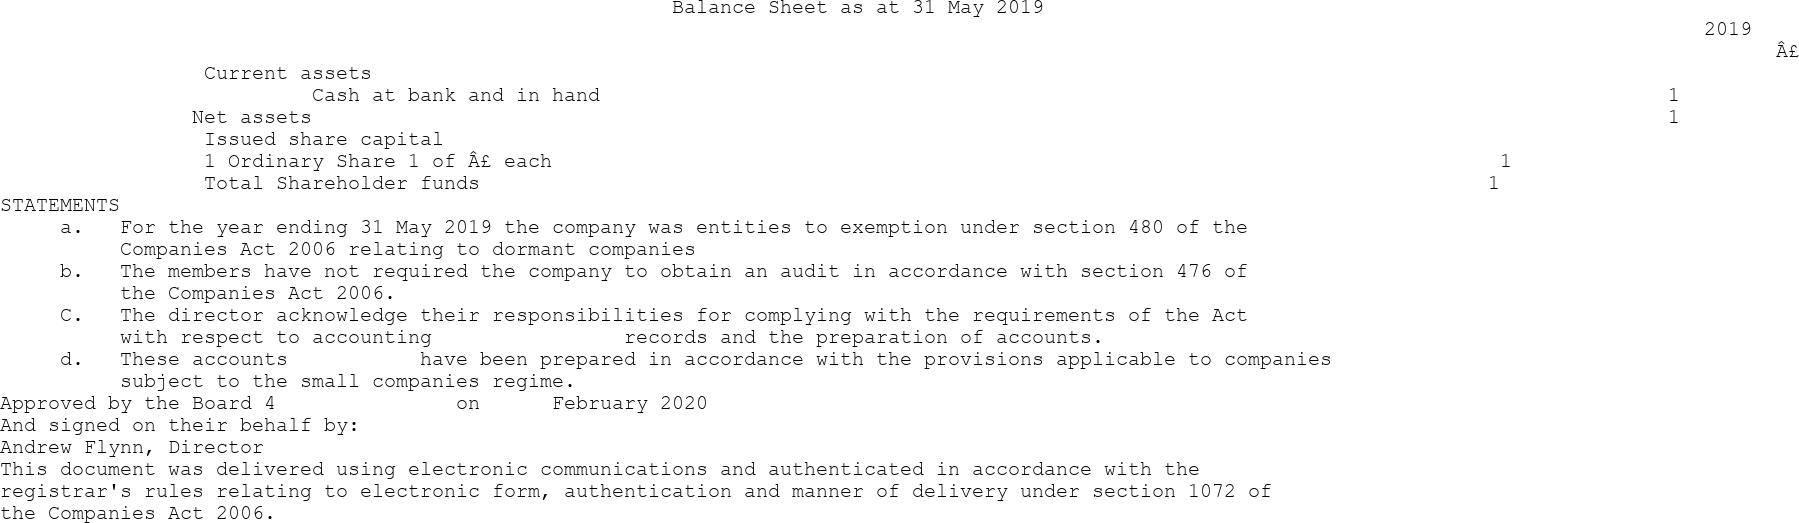 Balance Sheet as at 31 May 2019
2019
Â£
Current assets
Cash at bank and in hand 1
Net assets 1
Issued share capital
1 Ordinary Share 1 of Â£ each 1
Total Shareholder funds 1
STATEMENTS
a. For the year ending 31 May 2019 the company was entities to exemption under section 480 of the
Companies Act 2006 relating to dormant companies
b. The members have not required the company to obtain an audit in accordance with section 476 of
the Companies Act 2006.
C. The director acknowledge their responsibilities for complying with the requirements of the Act
with respect to accounting records and the preparation of accounts.
d. These accounts have been prepared in accordance with the provisions applicable to companies
subject to the small companies regime.
Approved by the Board 4 on February 2020
And signed on their behalf by:
Andrew Flynn, Director
This document was delivered using electronic communications and authenticated in accordance with the
registrar's rules relating to electronic form, authentication and manner of delivery under section 1072 of
the Companies Act 2006.